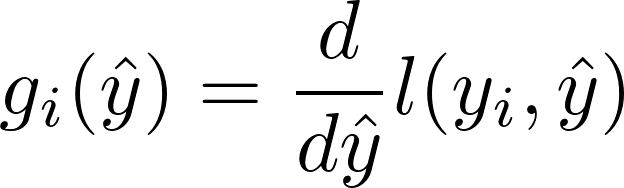 $g_i(\hat{y}) = \frac{d}{d\hat{y}} l(y_i, \hat{y})$